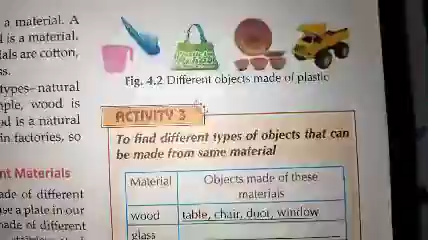 a material. A
is a material.
als are cotton,
ss.
types– natural
ple, wood is
d is a natural
in factories, so
nt Materials
ade of different
se a plate in our
ade of different
Fig. 4.2 Different objects made of plastic
ACTIVITY 3
To find different types of objects that can
be made from same material
Material Objects made of these
materials
wood table, chair, door, window
glass